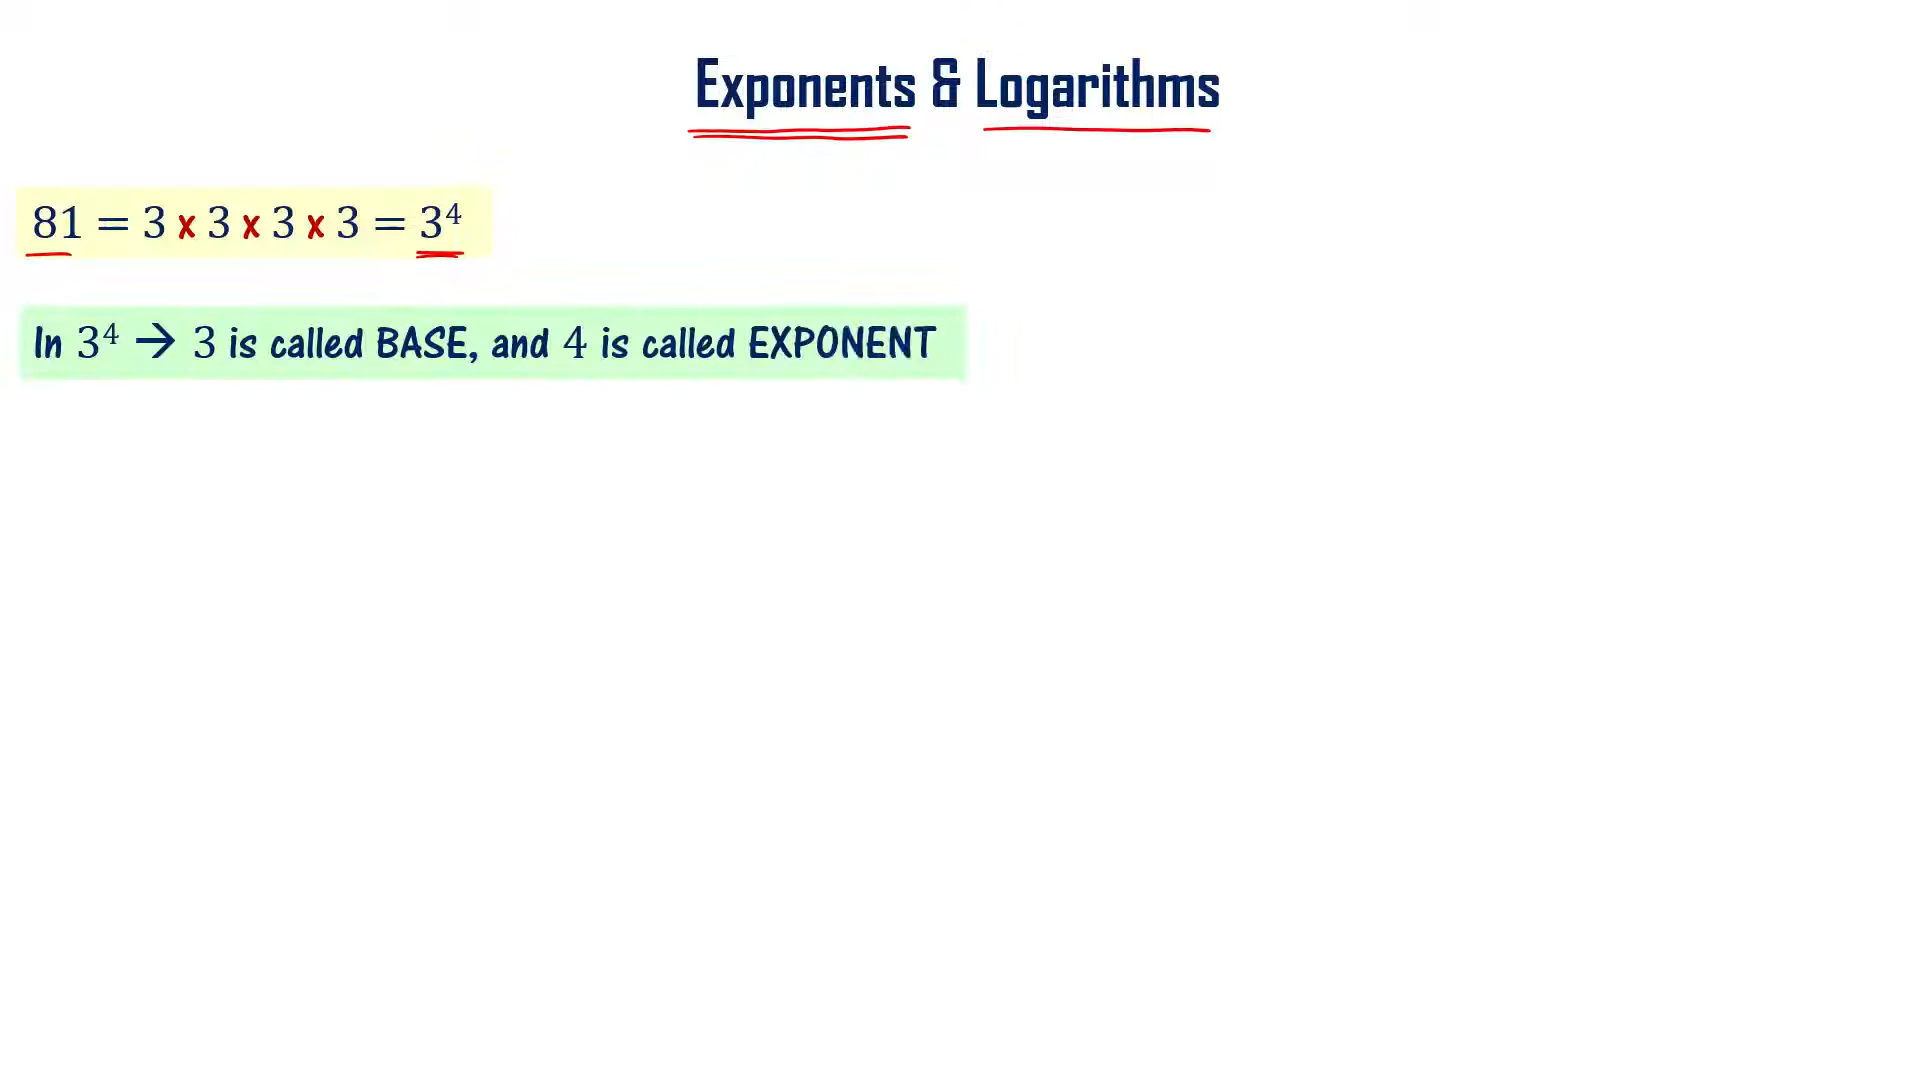 Exponents & Logarithms
81 = 3 x 3 x 3 x 3 = 3⁴
In 3⁴ → 3 is called BASE, and 4 is called EXPONENT